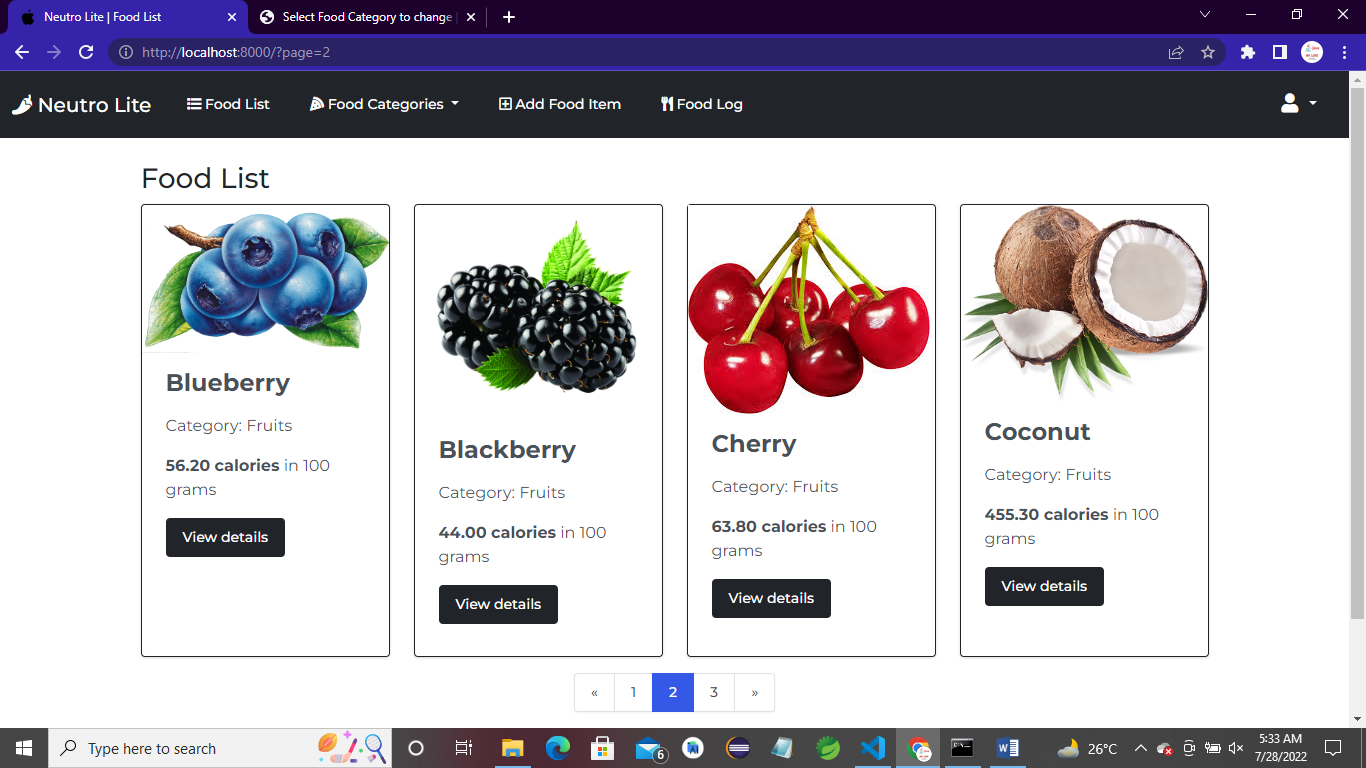 Neutro Lite | Food List
Select Food Category to change
http://localhost:8000/?page=2
Neutro Lite
Food List
Food Categories
Add Food Item
Food Log
Food List
Blueberry
Category: Fruits
56.20 calories in 100
grams
View details
Blackberry
Category: Fruits
44.00 calories in 100
grams
View details
Cherry
Category: Fruits
63.80 calories in 100
grams
View details
Coconut
Category: Fruits
455.30 calories in 100
grams
View details
« 1 2 3 »
Type here to search
6
W
26°C
5:33 AM
7/28/2022